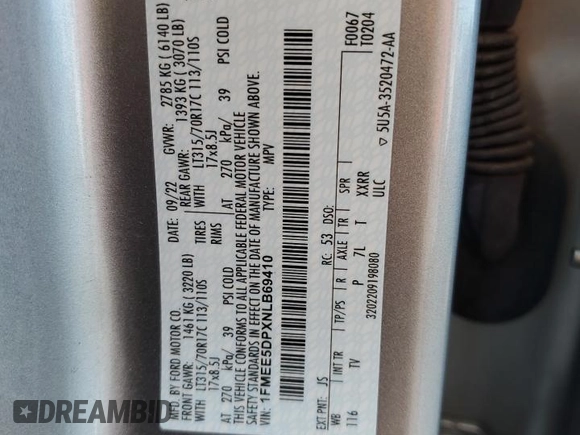 MFD. BY FORD MOTOR CO.
DATE: 09/22 GVWR: 2785 KG ( 6140 LB)
FRONT GAWR: 1461 KG ( 3220 LB) REAR GAWR: 1393 KG ( 3070 LB)
WITH LT315/70R17C 113/110S TIRES WITH LT315/70R17C 113/110S
17x8.5J RIMS 17x8.5J
AT 270 kPa/ 39 PSI COLD AT 270 kPa/ 39 PSI COLD
THIS VEHICLE CONFORMS TO ALL APPLICABLE FEDERAL MOTOR VEHICLE
SAFETY STANDARDS IN EFFECT ON THE DATE OF MANUFACTURE SHOWN ABOVE.
VIN: 1FMEE5DPXNLB69410 TYPE: MPV
F0067
T0204
EXT PNT: JS RC: 53 DSO:
WB INT TR TP/PS R AXLE TR SPR
116 TV P 7L T XXRR
3202209198080 ULC
5U5A-3520472-AA
DREAMBID